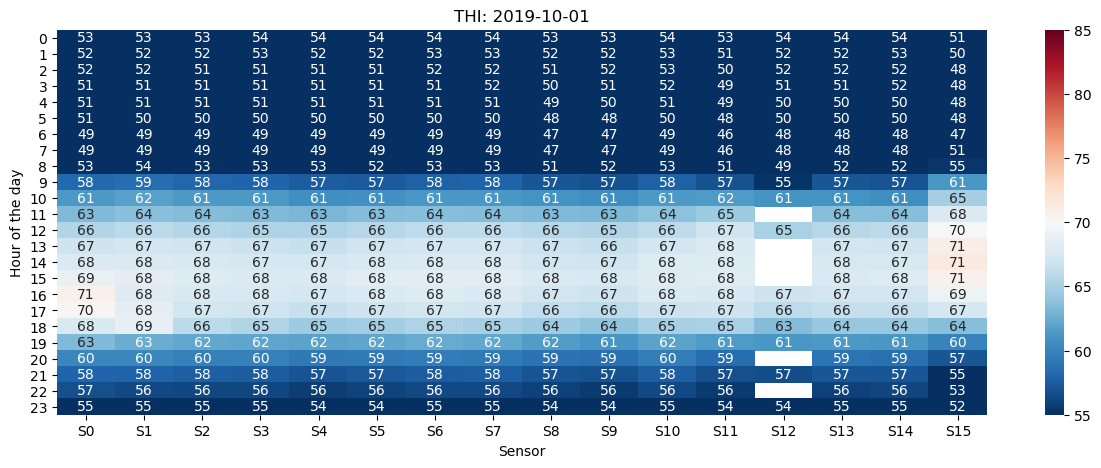 THI: 2019-10-01
Hour of the day
0 53 53 53 54 54 54 54 54 53 53 54 53 54 54 54 51
1 52 52 52 53 52 52 53 53 52 52 53 51 52 52 53 50
2 52 52 51 51 51 51 52 52 51 52 53 50 52 52 52 48
3 51 51 51 51 51 51 51 52 50 51 52 49 51 51 52 48
4 51 51 51 51 51 51 51 51 49 50 51 49 50 50 50 48
5 51 50 50 50 50 50 50 50 48 48 50 48 50 50 50 48
6 49 49 49 49 49 49 49 49 47 47 49 46 48 48 48 47
7 49 49 49 49 49 49 49 49 47 47 49 46 48 48 48 51
8 53 54 53 53 53 52 53 53 51 52 53 51 49 52 52 55
9 58 59 58 58 57 57 58 58 57 57 58 57 55 57 57 61
10 61 62 61 61 61 61 61 61 61 61 61 62 61 61 61 65
11 63 64 64 63 63 63 64 64 63 63 64 65 64 64 68
12 66 66 66 65 65 66 66 66 66 65 66 67 65 66 66 70
13 67 67 67 67 67 67 67 67 67 66 67 68 67 67 71
14 68 68 68 68 67 68 68 68 67 68 68 68 68 67 71
15 69 68 68 68 68 68 68 68 68 68 68 68 68 68 71
16 71 68 68 68 67 68 68 68 67 67 68 68 67 67 67 69
17 70 68 67 67 67 67 67 67 66 66 67 67 66 66 66 67
18 68 69 66 65 65 65 65 65 64 64 65 65 63 64 64 64
19 63 63 62 62 62 62 62 62 62 61 62 61 61 61 61 60
20 60 60 60 60 59 59 59 59 59 59 60 59 59 59 57
21 58 58 58 58 57 57 58 58 57 57 58 57 57 57 57 55
22 57 56 56 56 56 56 56 56 56 56 56 56 56 56 53
23 55 55 55 55 54 54 55 55 54 54 55 54 54 55 55 52
S0 S1 S2 S3 S4 S5 S6 S7 S8 S9 S10 S11 S12 S13 S14 S15
Sensor
85
80
75
70
65
60
55